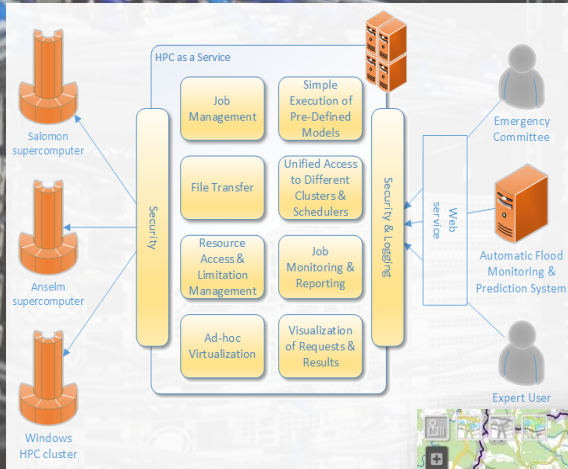 HPC as a Service
Salomon
supercomputer
Anselm
supercomputer
Windows
HPC cluster
Security
Job
Management
Simple
Execution of
Pre-Defined
Models
File Transfer
Unified Access
to Different
Clusters &
Schedulers
Resource
Access &
Limitation
Management
Job
Monitoring &
Reporting
Ad-hoc
Virtualization
Visualization
of Requests &
Results
Security & Logging
Web
service
Emergency
Committee
Automatic Flood
Monitoring &
Prediction System
Expert User